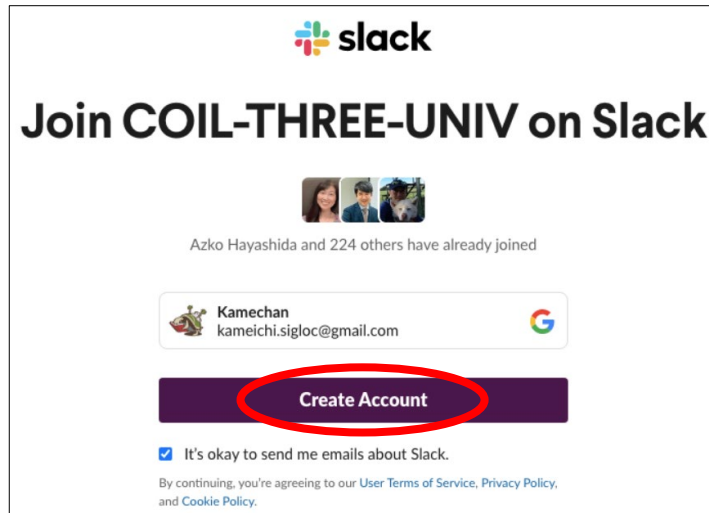 slack
Join COIL-THREE-UNIV on Slack
Azko Hayashida and 224 others have already joined
Kamechan
kameichi.sigloc@gmail.com
Create Account
It's okay to send me emails about Slack.
By continuing, you're agreeing to our User Terms of Service, Privacy Policy,
and Cookie Policy.